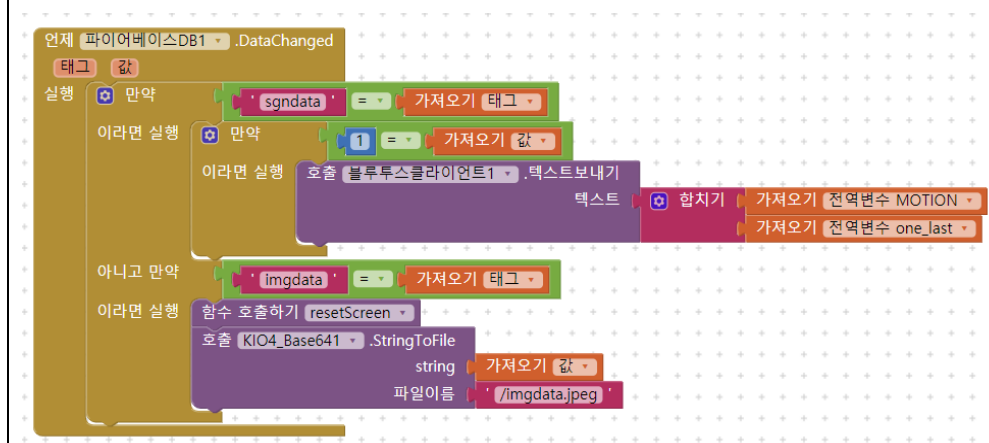 언제 파이어베이스DB1 .DataChanged
태그 값
실행 만약 ' sgndata ' = 가져오기 태그
이라면 실행 만약 1 = 가져오기 값
이라면 실행 호출 블루투스클라이언트1 .텍스트보내기
텍스트 합치기 가져오기 전역변수 MOTION
가져오기 전역변수 one_last
아니고 만약 ' imgdata ' = 가져오기 태그
이라면 실행 함수 호출하기 resetScreen
호출 KIO4_Base641 .StringToFile
string 가져오기 값
파일이름 ' /imgdata.jpeg '